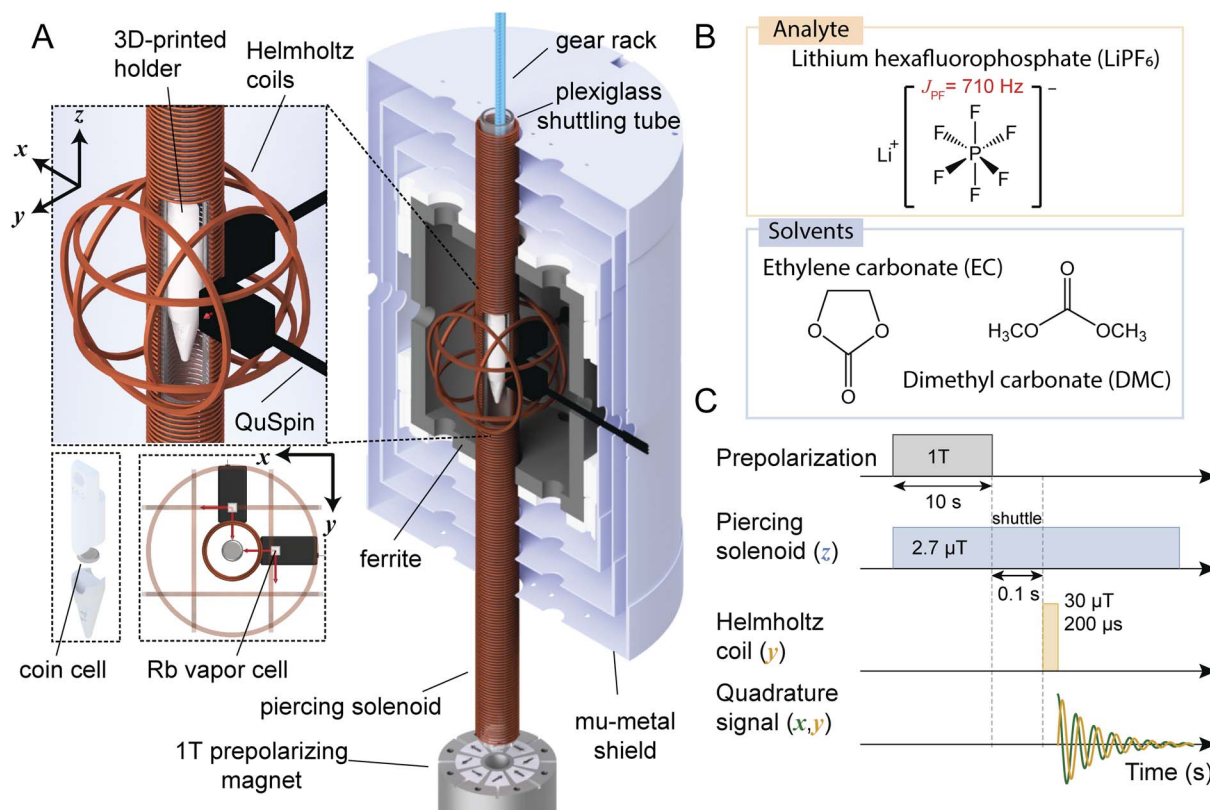 A
3D-printed
holder
Helmholtz
coils
gear rack
plexiglass
shuttling tube
z
x
y
QuSpin
ferrite
x
y
coin cell
Rb vapor cell
piercing solenoid
1T prepolarizing
magnet
mu-metal
shield
B
Analyte
Lithium hexafluorophosphate (LiPF₆)
J_PF = 710 Hz
Li⁺
F
F
F
P
F
F
F
−
Solvents
Ethylene carbonate (EC)
O
O
O
O
H₃CO
OCH₃
Dimethyl carbonate (DMC)
C
Prepolarization
1T
10 s
Piercing
solenoid (z)
2.7 µT
shuttle
0.1 s
Helmholtz
coil (y)
30 µT
200 µs
Quadrature
signal (x,y)
Time (s)